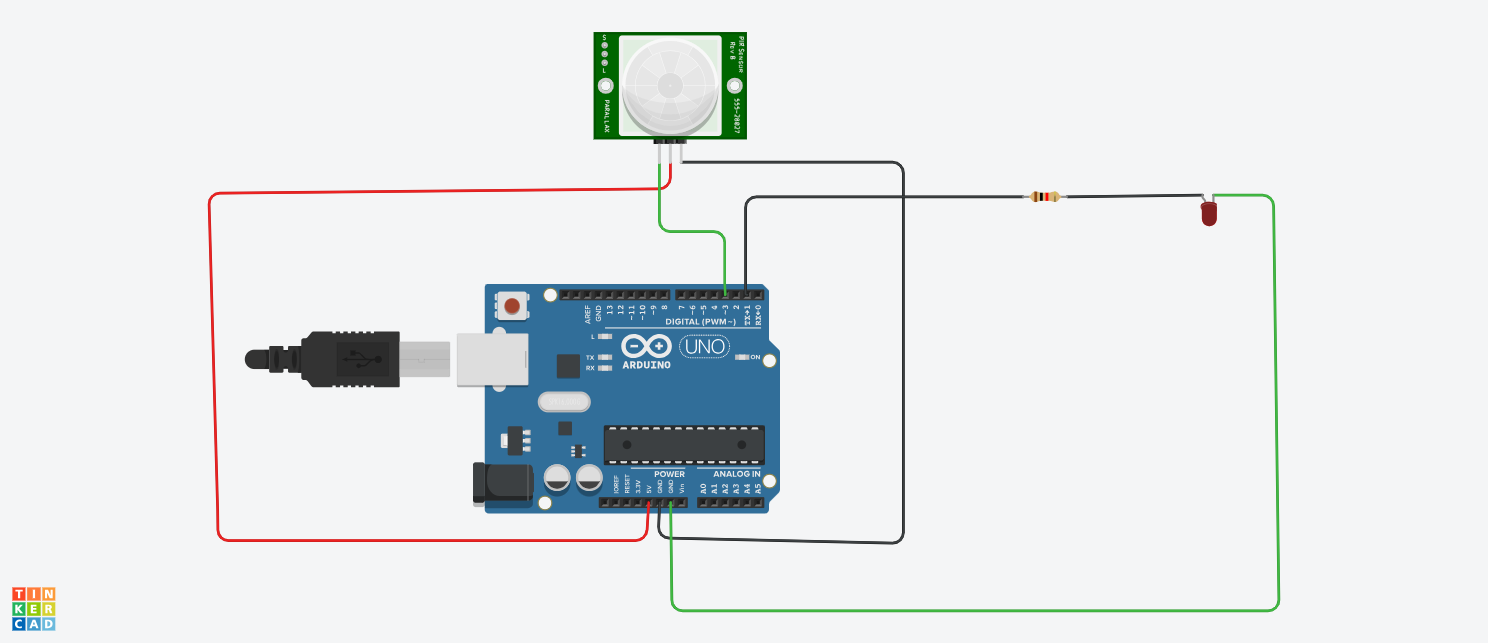 S
L
PIR Sensor
Rev B
PARALLAX
555-28027
AREF
GND
13
12
~11
~10
~9
8
7
~6
~5
4
~3
2
TX→1
RX←0
DIGITAL (PWM~)
L
TX
RX
ARDUINO
UNO
ON
POWER
ANALOG IN
IOREF
RESET
3.3V
5V
GND
GND
Vin
A0
A1
A2
A3
A4
A5
TIN
KER
CAD